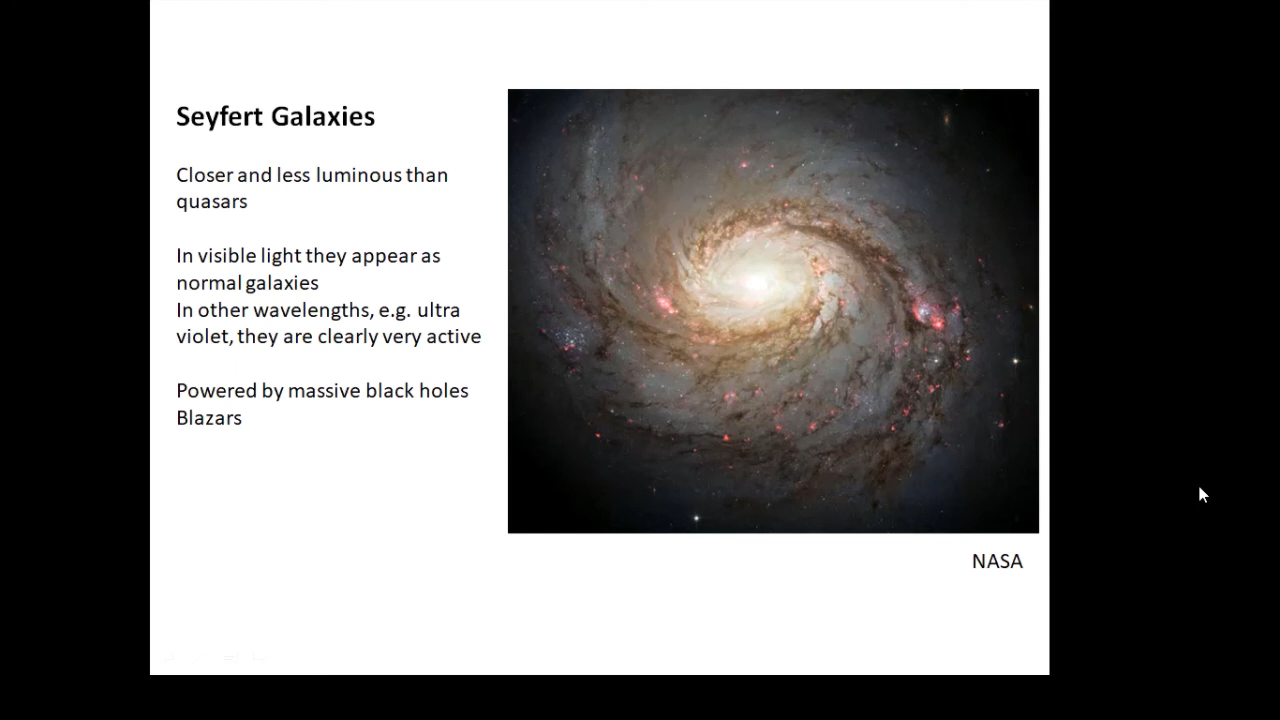 Seyfert Galaxies
Closer and less luminous than
quasars
In visible light they appear as
normal galaxies
In other wavelengths, e.g. ultra
violet, they are clearly very active
Powered by massive black holes
Blazars
NASA